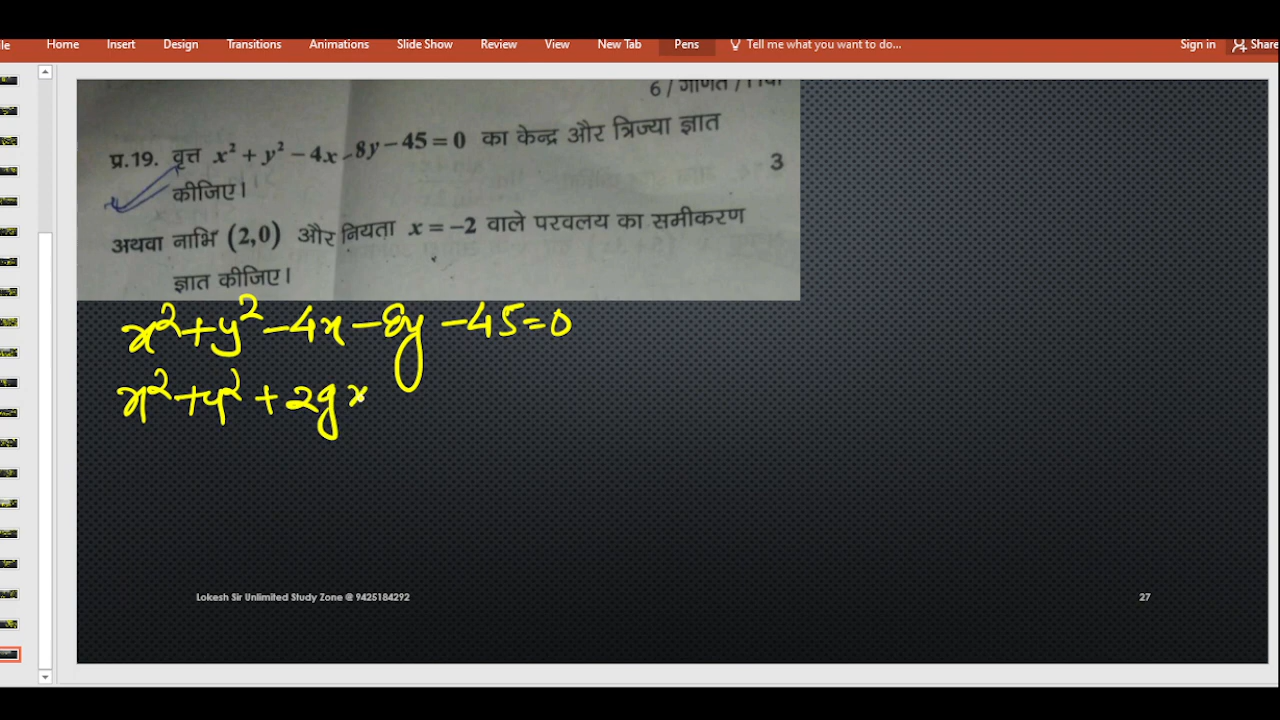 le Home Insert Design Transitions Animations Slide Show Review View New Tab Pens Tell me what you want to do... Sign in Share
6 / गणित /
प्र.19. वृत्त x² + y² – 4x – 8y – 45 = 0 का केन्द्र और त्रिज्या ज्ञात
कीजिए। 3
अथवा नाभि (2,0) और नियता x = –2 वाले परवलय का समीकरण
ज्ञात कीजिए।
x² + y² – 4x – 8y – 45 = 0
x² + y² + 2gx
Lokesh Sir Unlimited Study Zone @ 9425184292 27